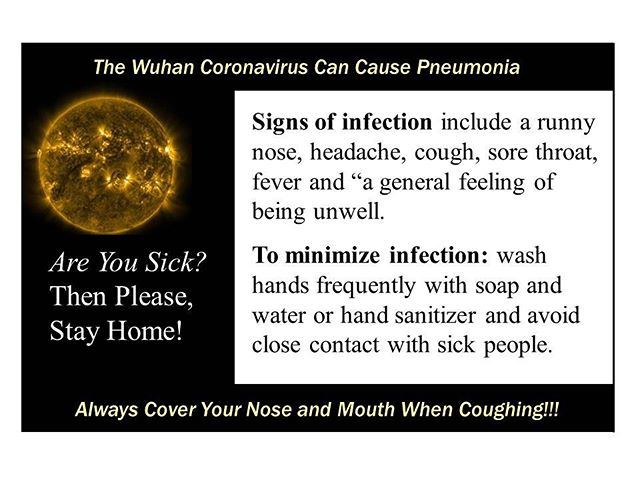 The Wuhan Coronavirus Can Cause Pneumonia
Signs of infection include a runny
nose, headache, cough, sore throat,
fever and “a general feeling of
being unwell.
To minimize infection: wash
hands frequently with soap and
water or hand sanitizer and avoid
close contact with sick people.
Are You Sick?
Then Please,
Stay Home!
Always Cover Your Nose and Mouth When Coughing!!!